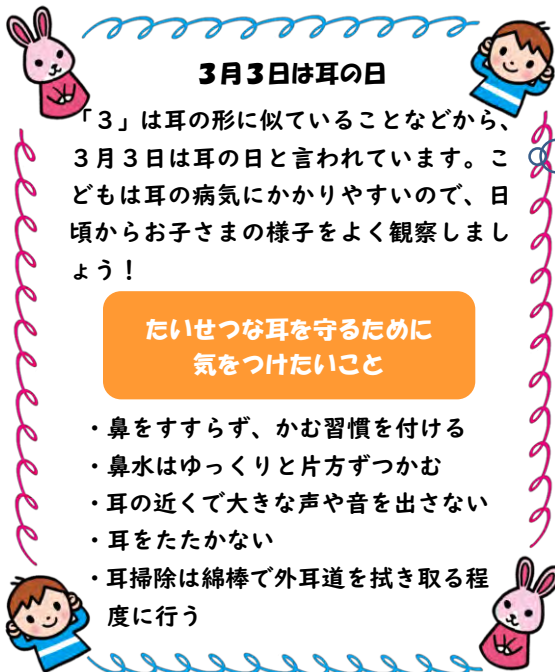 3月3日は耳の日
「3」は耳の形に似ていることなどから、
3月3日は耳の日と言われています。こ
どもは耳の病気にかかりやすいので、日
頃からお子さまの様子をよく観察しまし
ょう!
たいせつな耳を守るために
気をつけたいこと
・鼻をすすらず、かむ習慣を付ける
・鼻水はゆっくりと片方ずつかむ
・耳の近くで大きな声や音を出さない
・耳をたたかない
・耳掃除は綿棒で外耳道を拭き取る程
度に行う